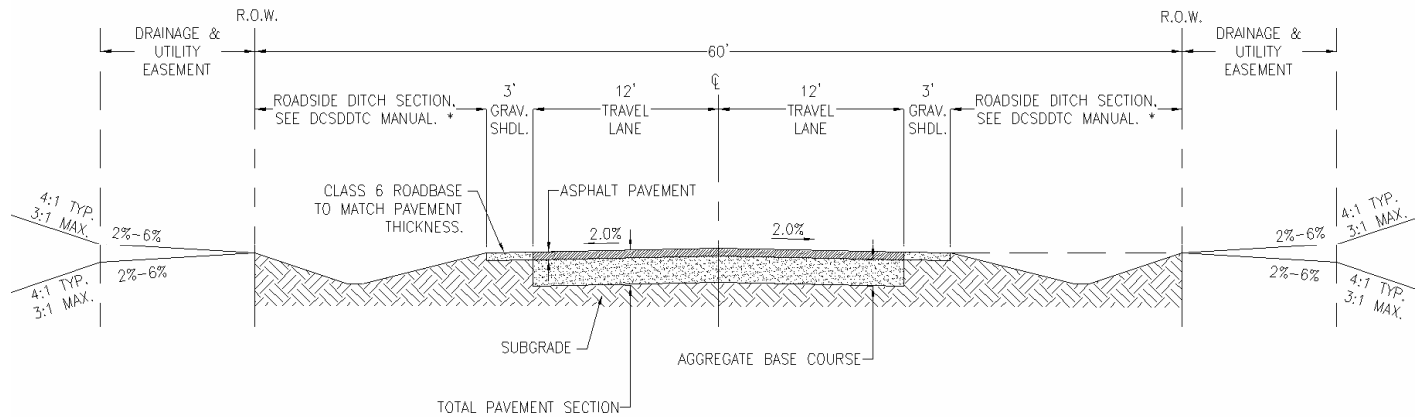 R.O.W.
R.O.W.
DRAINAGE &
UTILITY
EASEMENT
60'
DRAINAGE &
UTILITY
EASEMENT
ROADSIDE DITCH SECTION,
SEE DCSDDTC MANUAL. *
3'
GRAV.
SHDL.
12'
TRAVEL
LANE
℄
12'
TRAVEL
LANE
3'
GRAV.
SHDL.
ROADSIDE DITCH SECTION,
SEE DCSDDTC MANUAL. *
CLASS 6 ROADBASE
TO MATCH PAVEMENT
THICKNESS.
ASPHALT PAVEMENT
4:1 TYP.
3:1 MAX.
2%-6%
2.0%
2.0%
2%-6%
4:1 TYP.
3:1 MAX.
2%-6%
4:1 TYP.
3:1 MAX.
2%-6%
4:1 TYP.
3:1 MAX.
SUBGRADE
AGGREGATE BASE COURSE
TOTAL PAVEMENT SECTION